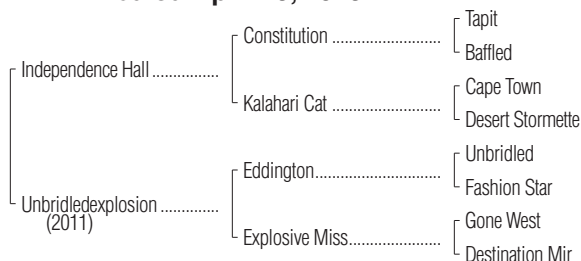 Tapit
Constitution
Baffled
Independence Hall
Cape Town
Kalahari Cat
Desert Stormette
Unbridled
Eddington
Fashion Star
Unbridledexplosion
(2011)
Gone West
Explosive Miss
Destination Mir